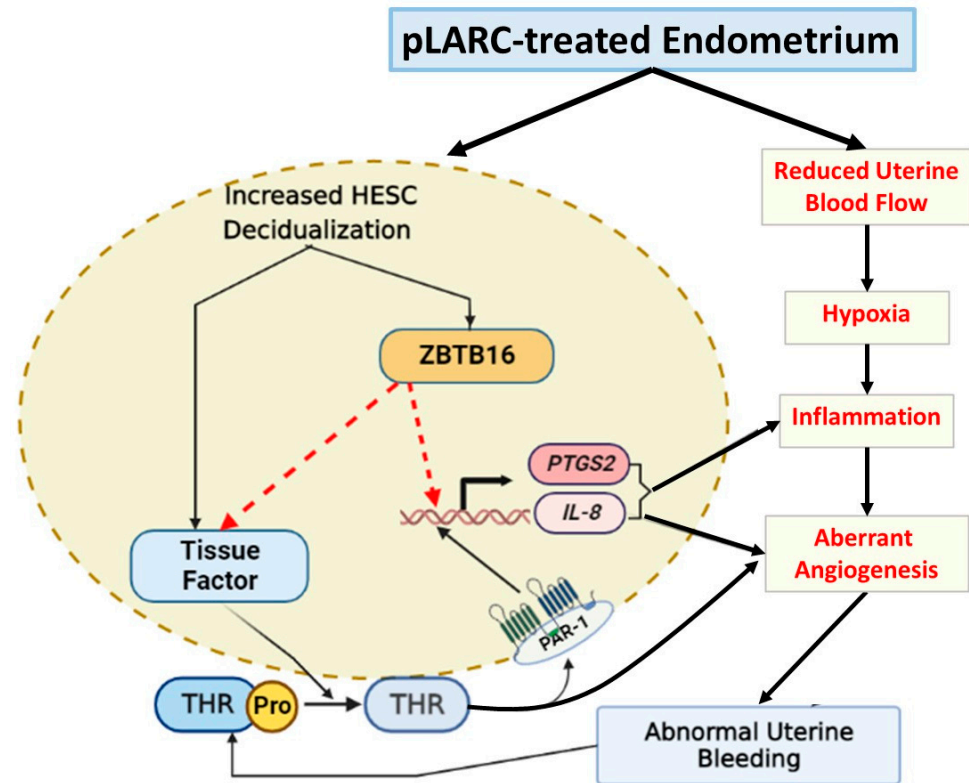 pLARC-treated Endometrium
Increased HESC
Decidualization
Reduced Uterine
Blood Flow
Hypoxia
ZBTB16
Inflammation
PTGS2
IL-8
Tissue
Factor
Aberrant
Angiogenesis
PAR-1
THR
Pro
THR
Abnormal Uterine
Bleeding